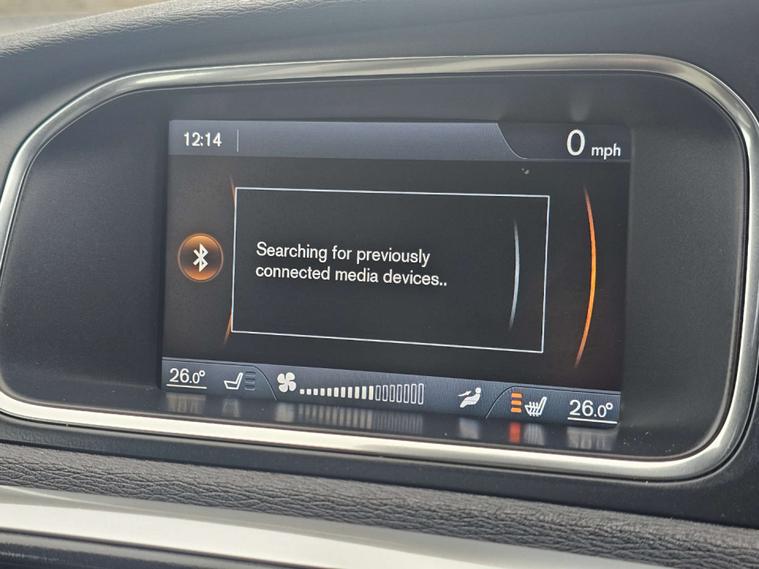 12:14
0 mph
Searching for previously
connected media devices..
26.0°
26.0°